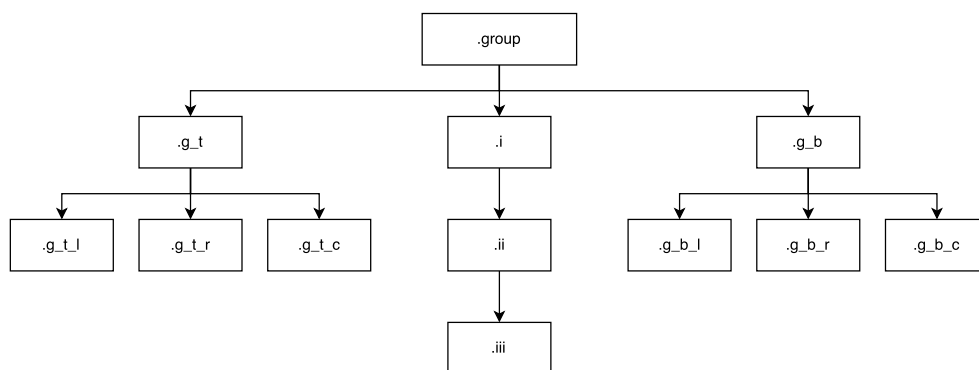 .group
.g_t
.i
.g_b
.g_t_l
.g_t_r
.g_t_c
.ii
.g_b_l
.g_b_r
.g_b_c
.iii